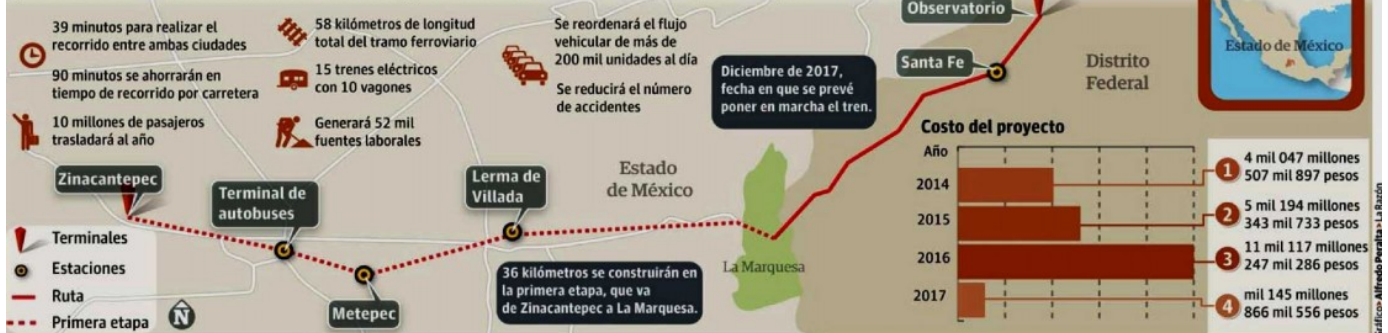 39 minutos para realizar el
recorrido entre ambas ciudades
90 minutos se ahorrarán en
tiempo de recorrido por carretera
10 millones de pasajeros
trasladará al año
58 kilómetros de longitud
total del tramo ferroviario
15 trenes eléctricos
con 10 vagones
Generará 52 mil
fuentes laborales
Se reordenará el flujo
vehicular de más de
200 mil unidades al día
Se reducirá el número
de accidentes
Diciembre de 2017,
fecha en que se prevé
poner en marcha el tren.
Observatorio
Santa Fe
Distrito
Federal
Estado de México
Zinacantepec
Terminal de
autobuses
Metepec
Lerma de
Villada
Estado
de México
La Marquesa
36 kilómetros se construirán en
la primera etapa, que va
de Zinacantepec a La Marquesa.
Terminales
Estaciones
Ruta
Primera etapa
N
Costo del proyecto
Año
2014
2015
2016
2017
1
4 mil 047 millones
507 mil 897 pesos
2
5 mil 194 millones
343 mil 733 pesos
3
11 mil 117 millones
247 mil 286 pesos
4
mil 145 millones
866 mil 556 pesos
Gráfico> Alfredo Peralta > La Razón